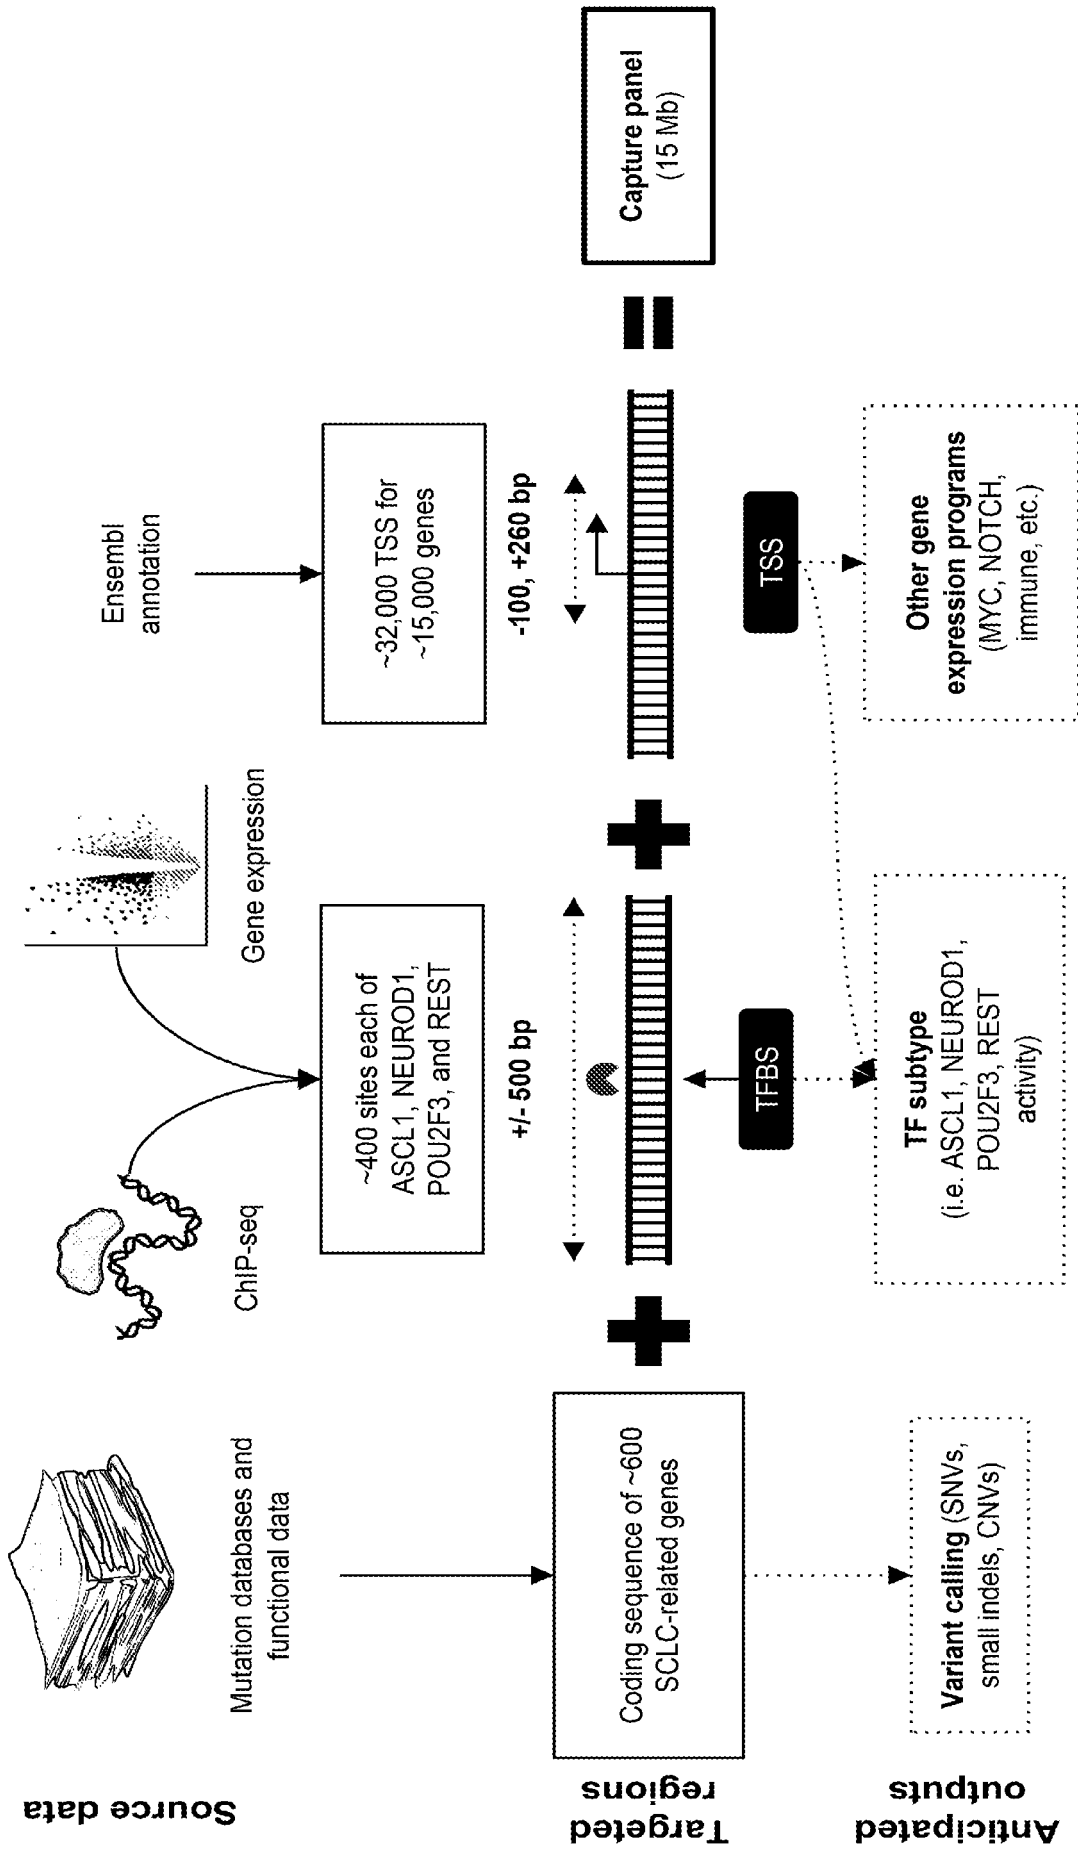 Source data
Mutation databases and
functional data
ChIP-seq
Gene expression
Ensembl
annotation
~400 sites each of
ASCL1, NEUROD1,
POU2F3, and REST
~32,000 TSS for
~15,000 genes
Targeted
regions
Coding sequence of ~600
SCLC-related genes
+/- 500 bp
-100, +260 bp
Capture panel
(15 Mb)
TFBS
TSS
Anticipated
outputs
Variant calling (SNVs,
small indels, CNVs)
TF subtype
(i.e. ASCL1, NEUROD1,
POU2F3, REST
activity)
Other gene
expression programs
(MYC, NOTCH,
immune, etc.)